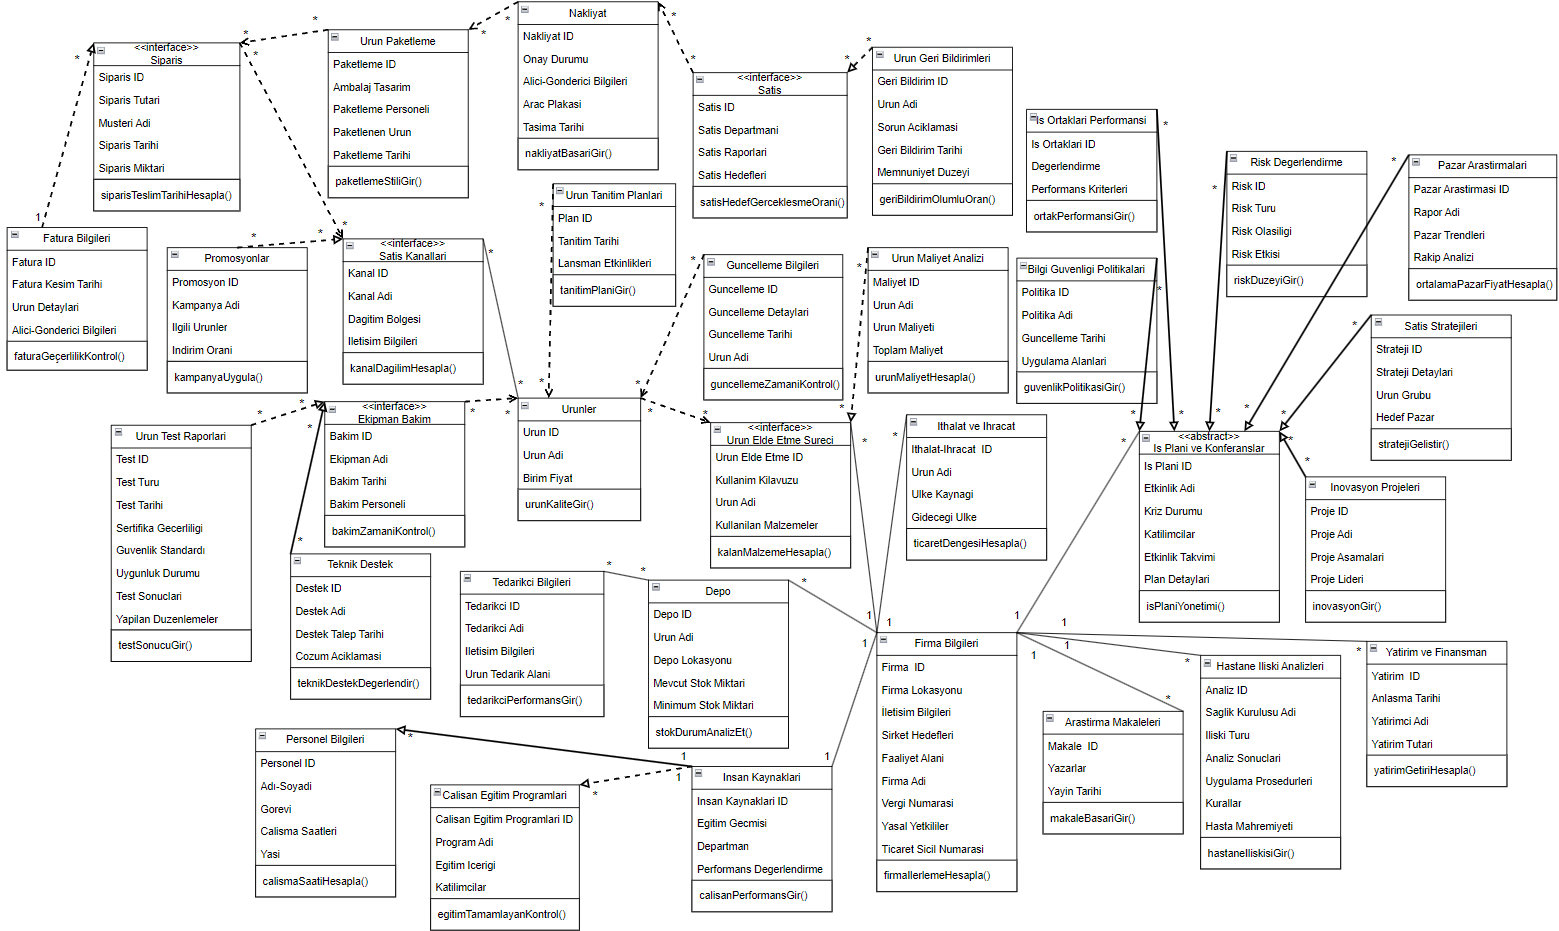 <<interface>>
Siparis
Siparis ID
Siparis Tutari
Musteri Adi
Siparis Tarihi
Siparis Miktari
siparisTeslimTarihiHesapla()
Urun Paketleme
Paketleme ID
Ambalaj Tasarim
Paketleme Personeli
Paketlenen Urun
Paketleme Tarihi
paketlemeStiliGir()
Nakliyat
Nakliyat ID
Onay Durumu
Alici-Gonderici Bilgileri
Arac Plakasi
Tasima Tarihi
nakliyatBasariGir()
<<interface>>
Satis
Satis ID
Satis Departmani
Satis Raporlari
Satis Hedefleri
satisHedefGerceklesmeOrani()
Urun Geri Bildirimleri
Geri Bildirim ID
Urun Adi
Sorun Aciklamasi
Geri Bildirim Tarihi
Memnuniyet Duzeyi
geriBildirimOlumluOran()
Is Ortaklari Performansi
Is Ortaklari ID
Degerlendirme
Performans Kriterleri
ortakPerformansiGir()
Risk Degerlendirme
Risk ID
Risk Turu
Risk Olasiligi
Risk Etkisi
riskDuzeyiGir()
Pazar Arastirmalari
Pazar Arastirmasi ID
Rapor Adi
Pazar Trendleri
Rakip Analizi
ortalamaPazarFiyatHesapla()
Fatura Bilgileri
Fatura ID
Fatura Kesim Tarihi
Urun Detaylari
Alici-Gonderici Bilgileri
faturaGeçerlilikKontrol()
Promosyonlar
Promosyon ID
Kampanya Adi
Ilgili Urunler
Indirim Orani
kampanyaUygula()
<<interface>>
Satis Kanallari
Kanal ID
Kanal Adi
Dagitim Bolgesi
Iletisim Bilgileri
kanalDagilimHesapla()
Urun Tanitim Planlari
Plan ID
Tanitim Tarihi
Lansman Etkinlikleri
tanitimPlaniGir()
Guncelleme Bilgileri
Guncelleme ID
Guncelleme Detaylari
Guncelleme Tarihi
Urun Adi
guncellemeZamaniKontrol()
Urun Maliyet Analizi
Maliyet ID
Urun Adi
Urun Maliyeti
Toplam Maliyet
urunMaliyetHesapla()
Bilgi Guvenligi Politikalari
Politika ID
Politika Adi
Guncelleme Tarihi
Uygulama Alanlari
guvenlikPolitikasiGir()
Satis Stratejileri
Strateji ID
Strateji Detaylari
Urun Grubu
Hedef Pazar
stratejiGelistir()
Urun Test Raporlari
Test ID
Test Turu
Test Tarihi
Sertifika Gecerliligi
Guvenlik Standardı
Uygunluk Durumu
Test Sonuclari
Yapilan Duzenlemeler
testSonucuGir()
<<interface>>
Ekipman Bakim
Bakim ID
Ekipman Adi
Bakim Tarihi
Bakim Personeli
bakimZamaniKontrol()
Urunler
Urun ID
Urun Adi
Birim Fiyat
urunKaliteGir()
<<interface>>
Urun Elde Etme Sureci
Urun Elde Etme ID
Kullanim Kilavuzu
Urun Adi
Kullanilan Malzemeler
kalanMalzemeHesapla()
Ithalat ve Ihracat
Ithalat-Ihracat ID
Urun Adi
Ulke Kaynagi
Gidecegi Ulke
ticaretDengesiHesapla()
<<abstract>>
Is Plani ve Konferanslar
Is Plani ID
Etkinlik Adi
Kriz Durumu
Katilimcilar
Etkinlik Takvimi
Plan Detaylari
isPlaniYonetimi()
Inovasyon Projeleri
Proje ID
Proje Adi
Proje Asamalari
Proje Lideri
inovasyonGir()
Teknik Destek
Destek ID
Destek Adi
Destek Talep Tarihi
Cozum Aciklamasi
teknikDestekDegerlendir()
Tedarikci Bilgileri
Tedarikci ID
Tedarikci Adi
Iletisim Bilgileri
Urun Tedarik Alani
tedarikciPerformansGir()
Depo
Depo ID
Urun Adi
Depo Lokasyonu
Mevcut Stok Miktari
Minimum Stok Miktari
stokDurumAnalizEt()
Firma Bilgileri
Firma ID
Firma Lokasyonu
İletisim Bilgileri
Sirket Hedefleri
Faaliyet Alani
Firma Adi
Vergi Numarasi
Yasal Yetkililer
Ticaret Sicil Numarasi
firmaIlerlemeHesapla()
Arastirma Makaleleri
Makale ID
Yazarlar
Yayin Tarihi
makaleBasariGir()
Hastane Iliski Analizleri
Analiz ID
Saglik Kurulusu Adi
Iliski Turu
Analiz Sonuclari
Uygulama Prosedurleri
Kurallar
Hasta Mahremiyeti
hastaneIliskisiGir()
Yatirim ve Finansman
Yatirim ID
Anlasma Tarihi
Yatirimci Adi
Yatirim Tutari
yatirimGetiriHesapla()
Personel Bilgileri
Personel ID
Adı-Soyadi
Gorevi
Calisma Saatleri
Yasi
calismaSaatiHesapla()
Calisan Egitim Programlari
Calisan Egitim Programlari ID
Program Adi
Egitim Icerigi
Katilimcilar
egitimTamamlayanKontrol()
Insan Kaynaklari
Insan Kaynaklari ID
Egitim Gecmisi
Departman
Performans Degerlendirme
calisanPerformansGir()